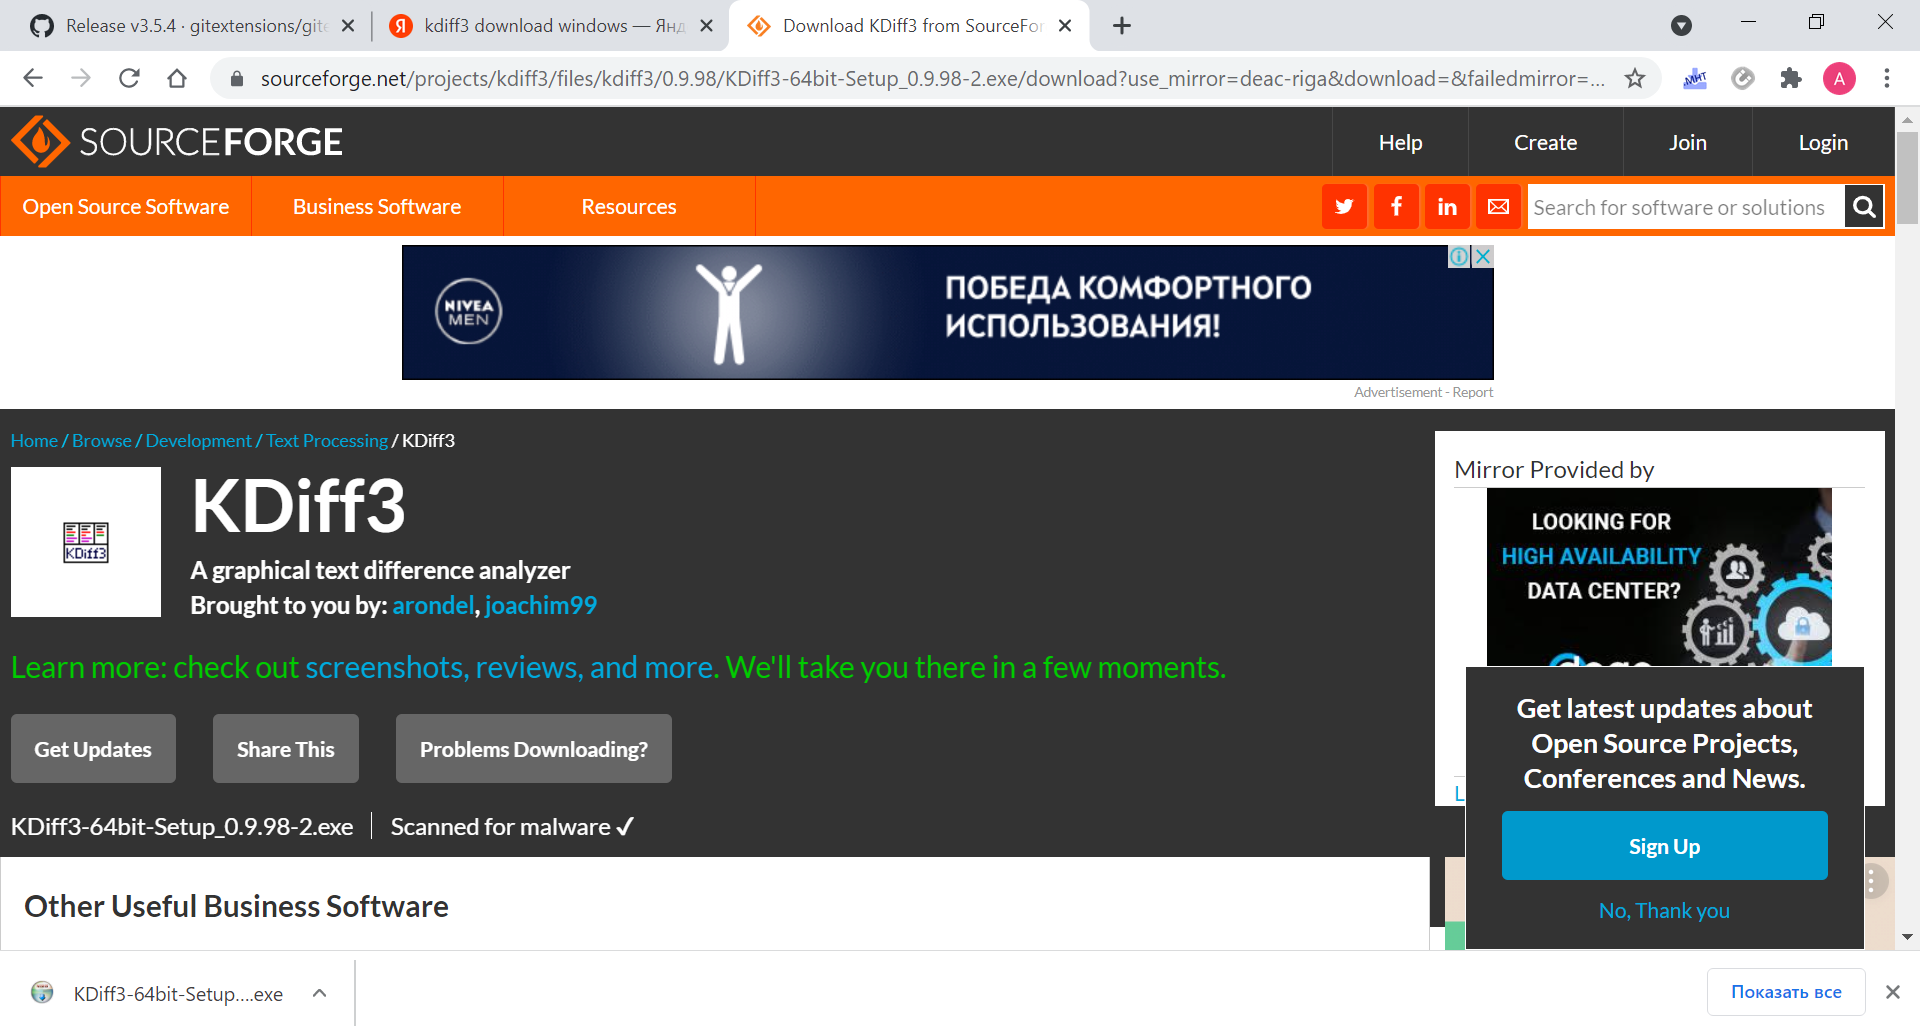 Release v3.5.4 · gitextensions/gite
kdiff3 download windows — Янд
Download KDiff3 from SourceFor
sourceforge.net/projects/kdiff3/files/kdiff3/0.9.98/KDiff3-64bit-Setup_0.9.98-2.exe/download?use_mirror=deac-riga&download=&failedmirror=...
MHT
A
SOURCEFORGE
Help
Create
Join
Login
Open Source Software
Business Software
Resources
Search for software or solutions
NIVEA
MEN
ПОБЕДА КОМФОРТНОГО
ИСПОЛЬЗОВАНИЯ!
Advertisement - Report
Home / Browse / Development / Text Processing / KDiff3
KDiff3
KDiff3
A graphical text difference analyzer
Brought to you by: arondel, joachim99
Learn more: check out screenshots, reviews, and more. We'll take you there in a few moments.
Get Updates
Share This
Problems Downloading?
KDiff3-64bit-Setup_0.9.98-2.exe
Scanned for malware ✓
Mirror Provided by
LOOKING FOR
HIGH AVAILABILITY
DATA CENTER?
L
Get latest updates about
Open Source Projects,
Conferences and News.
Sign Up
No, Thank you
Other Useful Business Software
KDiff3-64bit-Setup....exe
Показать все